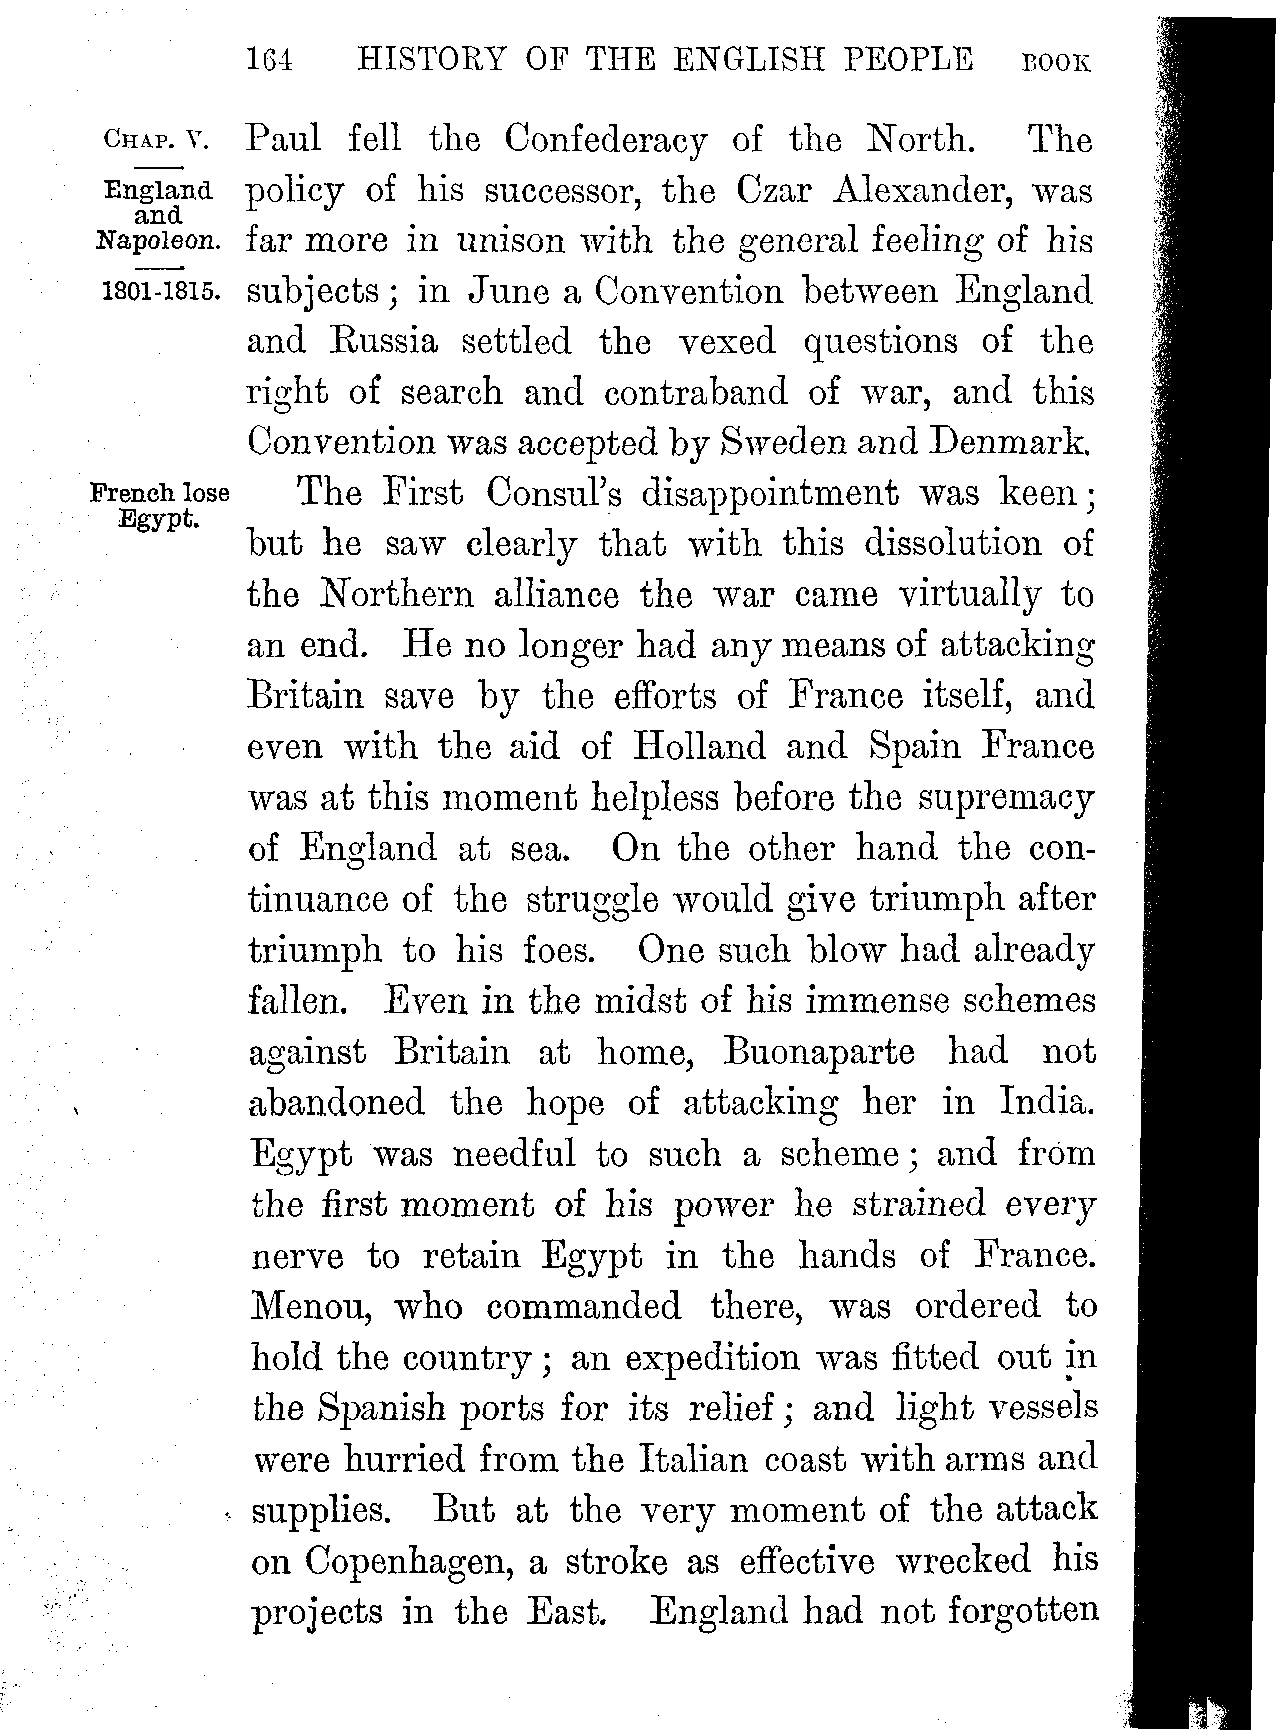 164 HISTORY OF THE ENGLISH PEOPLE BOOK
CHAP. V.
England
and
Napoleon.
1801-1815.
Paul fell the Confederacy of the North. The
policy of his successor, the Czar Alexander, was
far more in unison with the general feeling of his
subjects; in June a Convention between England
and Russia settled the vexed questions of the
right of search and contraband of war, and this
Convention was accepted by Sweden and Denmark.
French lose
Egypt.
The First Consul's disappointment was keen;
but he saw clearly that with this dissolution of
the Northern alliance the war came virtually to
an end. He no longer had any means of attacking
Britain save by the efforts of France itself, and
even with the aid of Holland and Spain France
was at this moment helpless before the supremacy
of England at sea. On the other hand the con-
tinuance of the struggle would give triumph after
triumph to his foes. One such blow had already
fallen. Even in the midst of his immense schemes
against Britain at home, Buonaparte had not
abandoned the hope of attacking her in India.
Egypt was needful to such a scheme; and from
the first moment of his power he strained every
nerve to retain Egypt in the hands of France.
Menou, who commanded there, was ordered to
hold the country; an expedition was fitted out in
the Spanish ports for its relief; and light vessels
were hurried from the Italian coast with arms and
supplies. But at the very moment of the attack
on Copenhagen, a stroke as effective wrecked his
projects in the East. England had not forgotten